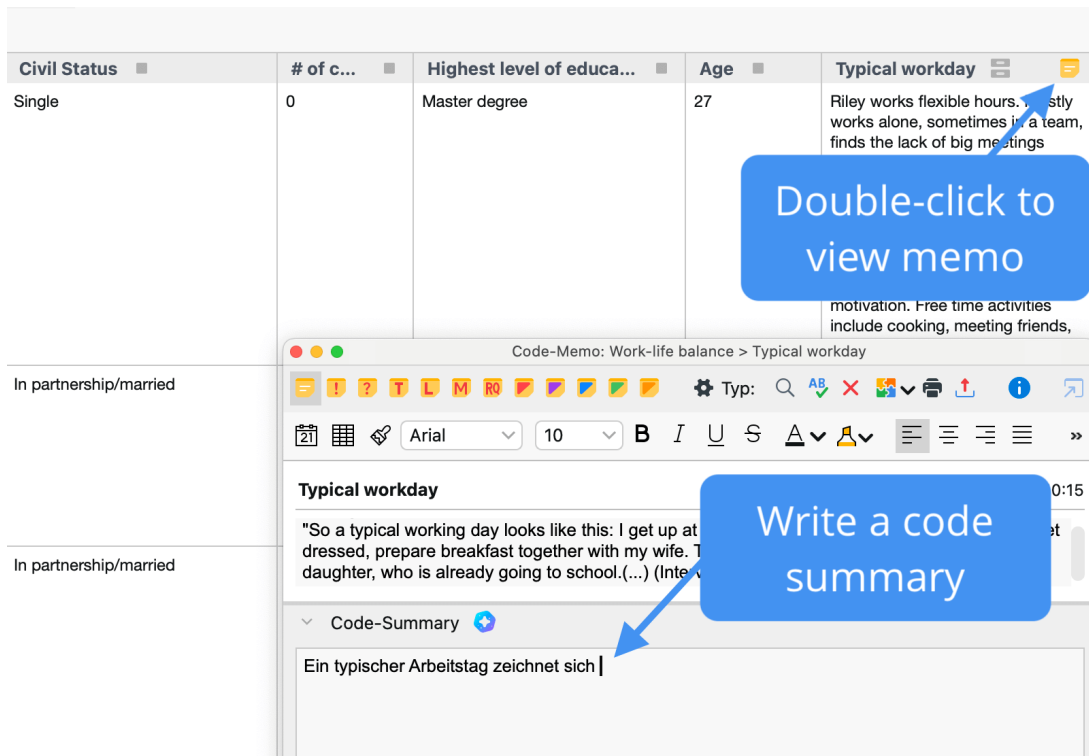 Civil Status # of c... Highest level of educa... Age Typical workday
Single 0 Master degree 27 Riley works flexible hours.
works alone, sometimes in a team,
finds the lack of big meetings
Double-click to
view memo
motivation. Free time activities
include cooking, meeting friends,
Code-Memo: Work-life balance > Typical workday
In partnership/married
! ? T L M RQ Typ: AB
21 Arial 10 B I U S A »
Typical workday 0:15
"So a typical working day looks like this: I get up at
dressed, prepare breakfast together with my wife.
daughter, who is already going to school.(...)
Write a code
summary
In partnership/married
Code-Summary
Ein typischer Arbeitstag zeichnet sich